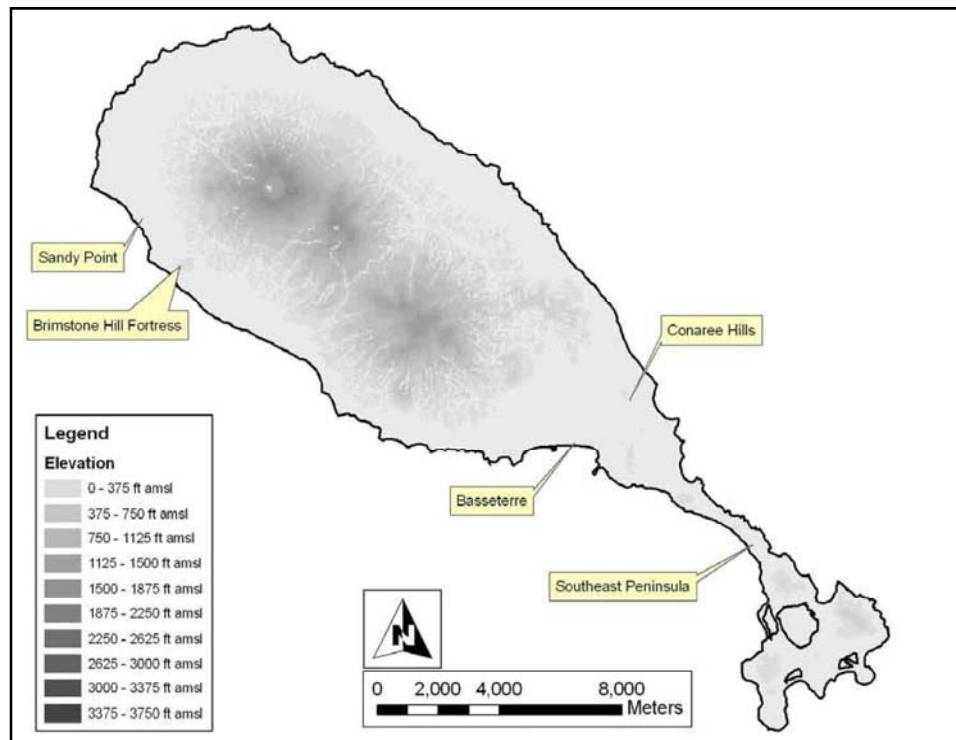 Sandy Point
Brimstone Hill Fortress
Conaree Hills
Basseterre
Southeast Peninsula
Legend
Elevation
0 - 375 ft amsl
375 - 750 ft amsl
750 - 1125 ft amsl
1125 - 1500 ft amsl
1500 - 1875 ft amsl
1875 - 2250 ft amsl
2250 - 2625 ft amsl
2625 - 3000 ft amsl
3000 - 3375 ft amsl
3375 - 3750 ft amsl
N
0 2,000 4,000 8,000
Meters